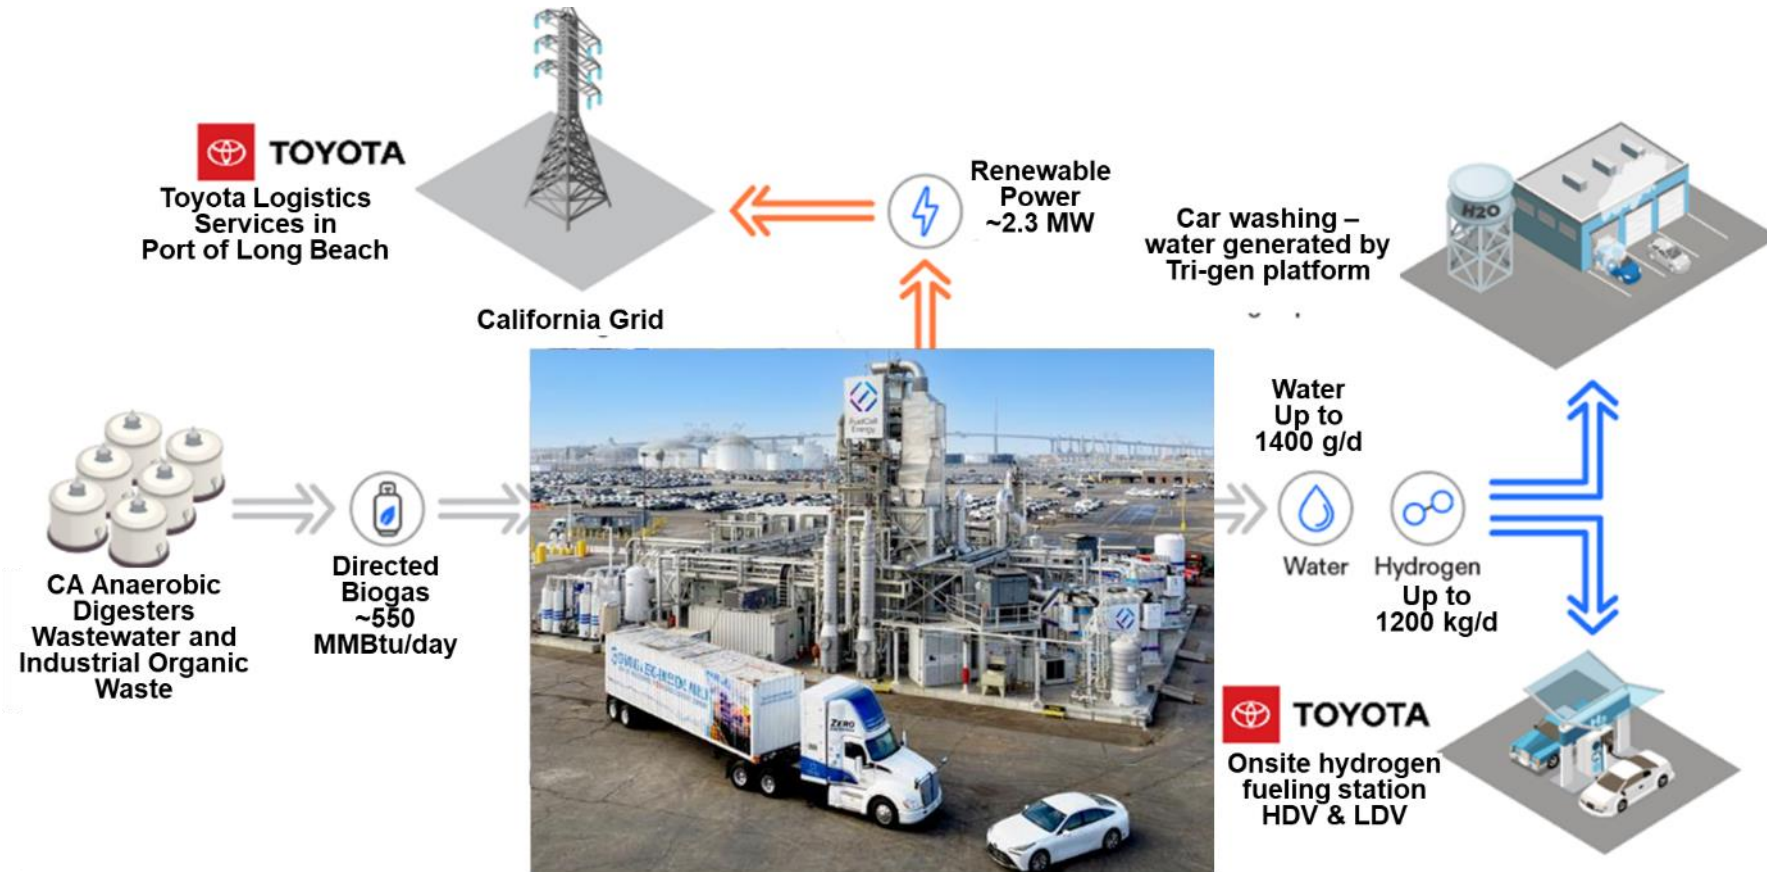 TOYOTA
Toyota Logistics
Services in
Port of Long Beach
California Grid
Renewable
Power
~2.3 MW
Car washing –
water generated by
Tri-gen platform
H2O
CA Anaerobic
Digesters
Wastewater and
Industrial Organic
Waste
Directed
Biogas
~550
MMBtu/day
FuelCell
Energy
ZERO
Water
Up to
1400 g/d
Water
Hydrogen
Up to
1200 kg/d
TOYOTA
Onsite hydrogen
fueling station
HDV & LDV